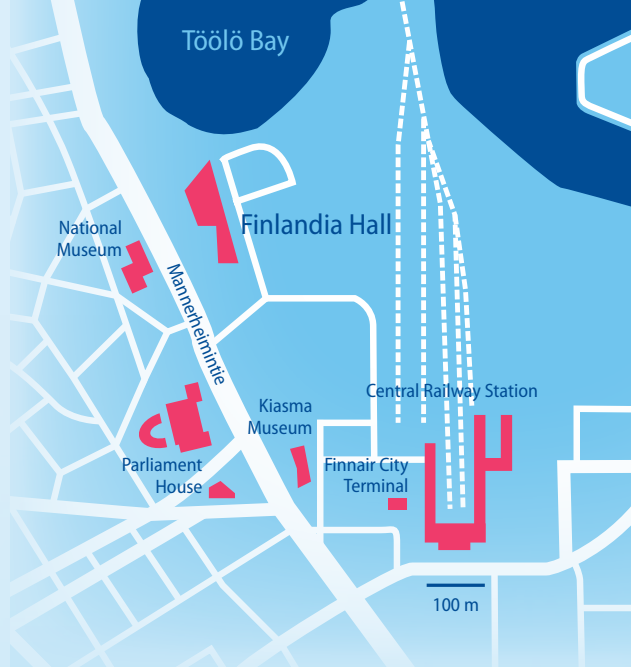 Töölö Bay
National
Museum
Finlandia Hall
Mannerheimintie
Central Railway Station
Kiasma
Museum
Parliament
House
Finnair City
Terminal
100 m